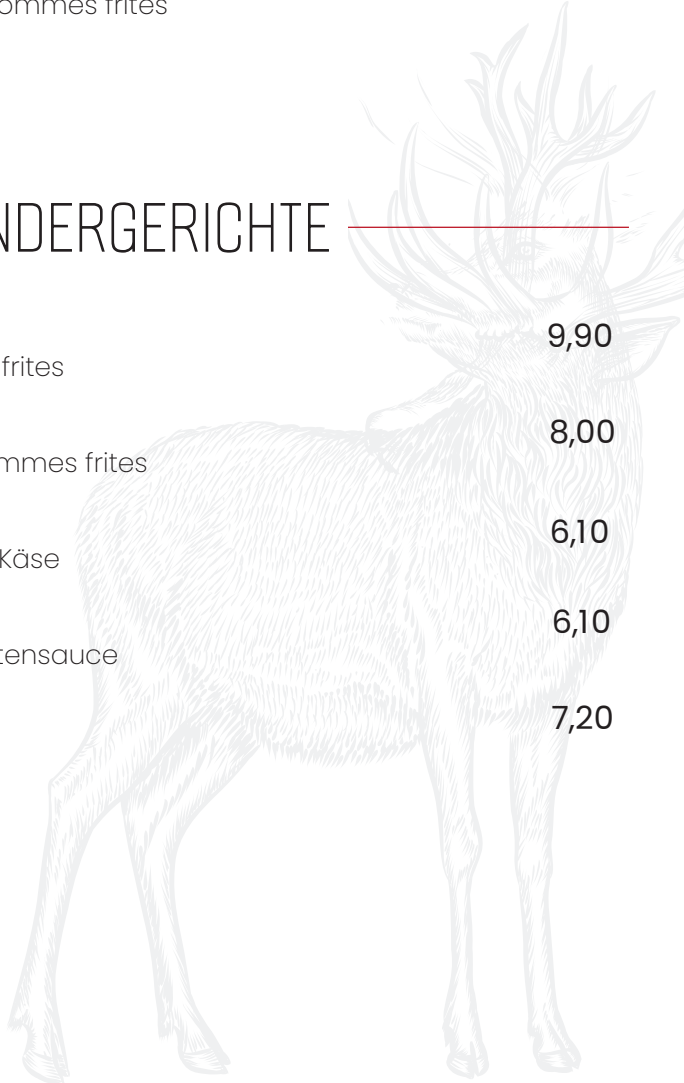 ommes frites
NDERGERICHTE
9,90
frites
8,00
mmes frites
6,10
Käse
6,10
tensauce
7,20